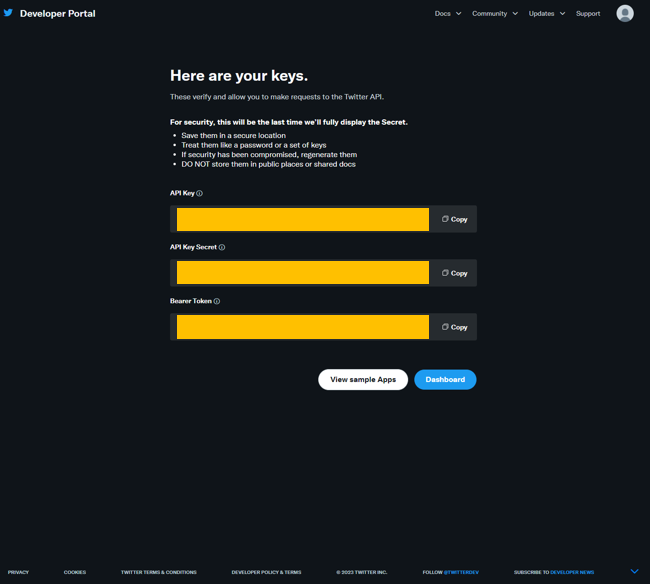 Developer Portal
Docs Community Updates Support
Here are your keys.
These verify and allow you to make requests to the Twitter API.
For security, this will be the last time we'll fully display the Secret.
• Save them in a secure location
• Treat them like a password or a set of keys
• If security has been compromised, regenerate them
• DO NOT store them in public places or shared docs
API Key
Copy
API Key Secret
Copy
Bearer Token
Copy
View sample Apps Dashboard
PRIVACY COOKIES TWITTER TERMS & CONDITIONS DEVELOPER POLICY & TERMS © 2023 TWITTER INC. FOLLOW @TWITTERDEV SUBSCRIBE TO DEVELOPER NEWS